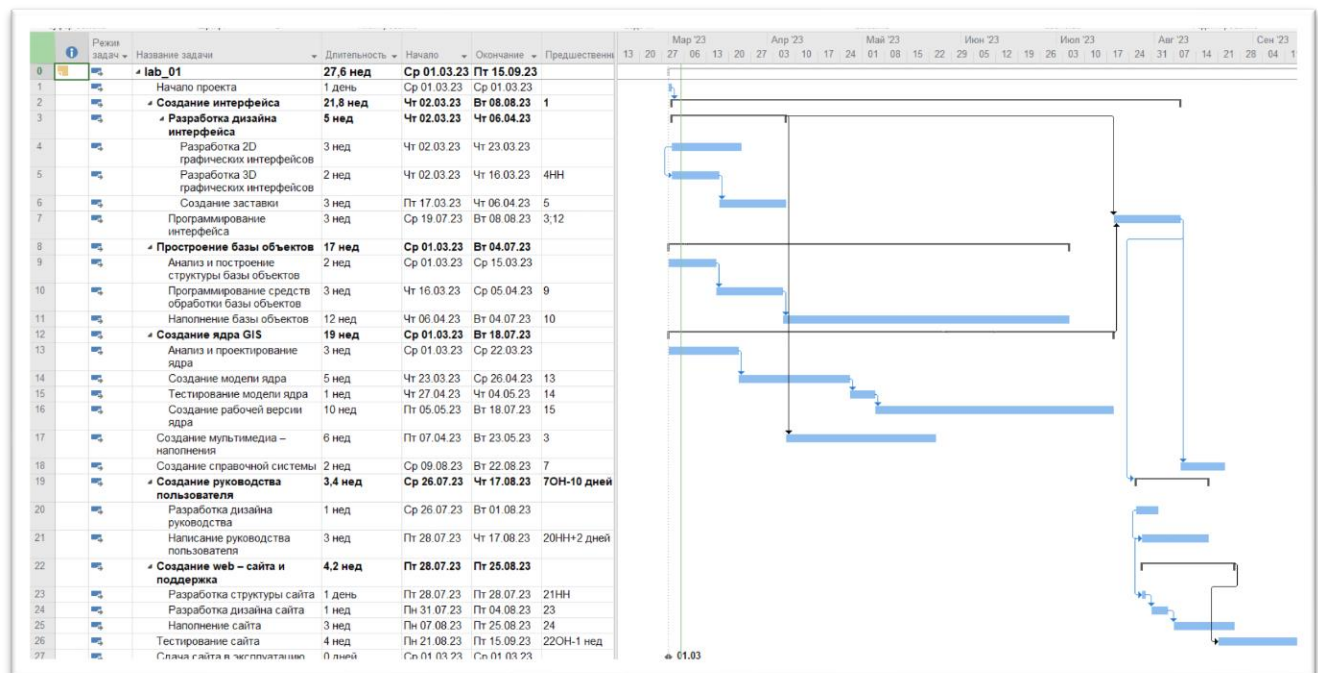 Мар '23 Апр '23 Май '23 Июн '23 Июл '23 Авг '23 Сен '23
Режим задач Название задачи Длительность Начало Окончание Предшественни 13 20 27 06 13 20 27 03 10 17 24 01 08 15 22 29 05 12 19 26 03 10 17 24 31 07 14 21 28 04
0 lab_01 27,6 нед Ср 01.03.23 Пт 15.09.23
1 Начало проекта 1 день Ср 01.03.23 Ср 01.03.23
2 Создание интерфейса 21,8 нед Чт 02.03.23 Вт 08.08.23 1
3 Разработка дизайна 5 нед Чт 02.03.23 Чт 06.04.23
интерфейса
4 Разработка 2D 3 нед Чт 02.03.23 Чт 23.03.23
графических интерфейсов
5 Разработка 3D 2 нед Чт 02.03.23 Чт 16.03.23 4НН
графических интерфейсов
6 Создание заставки 3 нед Пт 17.03.23 Чт 06.04.23 5
7 Программирование 3 нед Ср 19.07.23 Вт 08.08.23 3;12
интерфейса
8 Простроение базы объектов 17 нед Ср 01.03.23 Вт 04.07.23
9 Анализ и построение 2 нед Ср 01.03.23 Ср 15.03.23
структуры базы объектов
10 Программирование средств 3 нед Чт 16.03.23 Ср 05.04.23 9
обработки базы объектов
11 Наполнение базы объектов 12 нед Чт 06.04.23 Вт 04.07.23 10
12 Создание ядра GIS 19 нед Ср 01.03.23 Вт 18.07.23
13 Анализ и проектирование 3 нед Ср 01.03.23 Ср 22.03.23
ядра
14 Создание модели ядра 5 нед Чт 23.03.23 Ср 26.04.23 13
15 Тестирование модели ядра 1 нед Чт 27.04.23 Чт 04.05.23 14
16 Создание рабочей версии 10 нед Пт 05.05.23 Вт 18.07.23 15
ядра
17 Создание мультимедиа – 6 нед Пт 07.04.23 Вт 23.05.23 3
наполнения
18 Создание справочной системы 2 нед Ср 09.08.23 Вт 22.08.23 7
19 Создание руководства 3,4 нед Ср 26.07.23 Чт 17.08.23 7ОН-10 дней
пользователя
20 Разработка дизайна 1 нед Ср 26.07.23 Вт 01.08.23
руководства
21 Написание руководства 3 нед Пт 28.07.23 Чт 17.08.23 20НН+2 дней
пользователя
22 Создание web – сайта и 4,2 нед Пт 28.07.23 Пт 25.08.23
поддержка
23 Разработка структуры сайта 1 день Пт 28.07.23 Пт 28.07.23 21НН
24 Разработка дизайна сайта 1 нед Пн 31.07.23 Пт 04.08.23 23
25 Наполнение сайта 3 нед Пн 07.08.23 Пт 25.08.23 24
26 Тестирование сайта 4 нед Пн 21.08.23 Пт 15.09.23 22ОН-1 нед
27 Сдача сайта в эксплуатацию 0 дней Ср 01.03.23 Ср 01.03.23 01.03